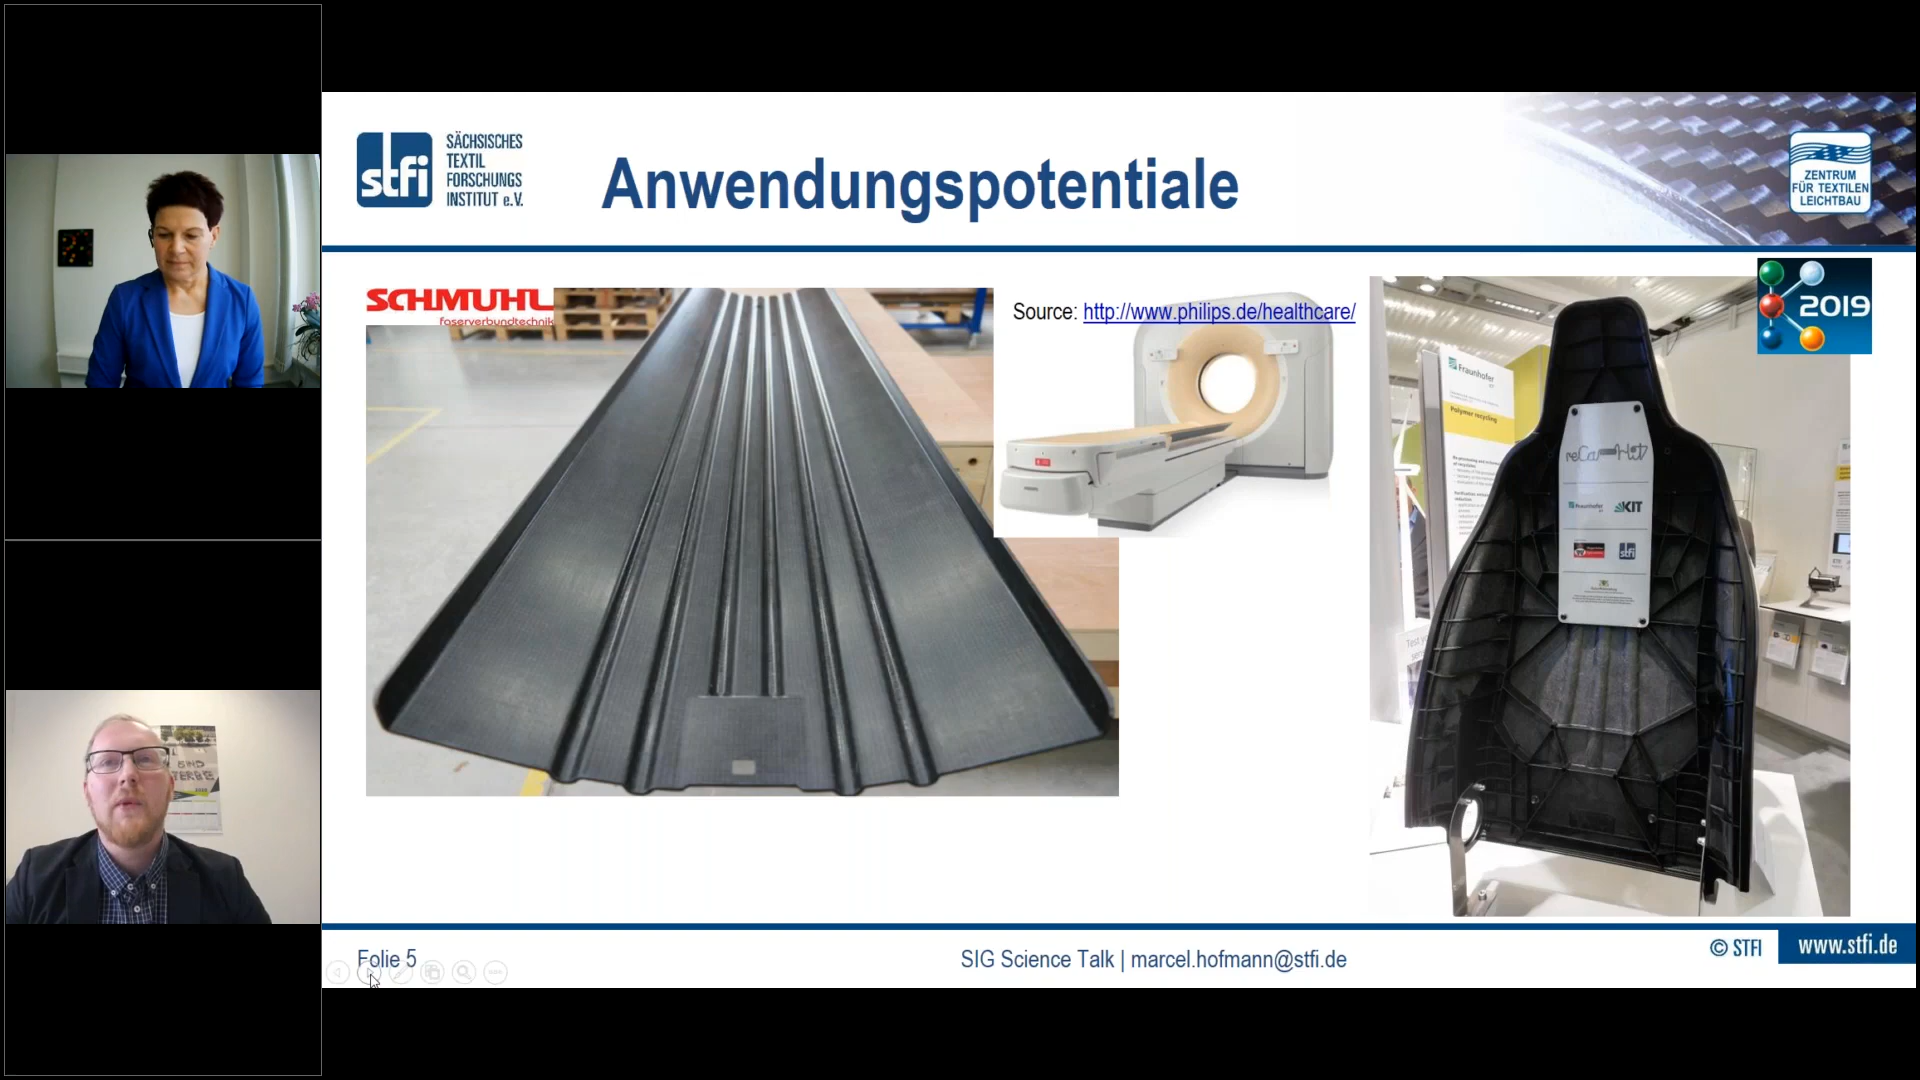 stfi
SÄCHSISCHES
TEXTIL
FORSCHUNGS
INSTITUT e.V.
Anwendungspotentiale
ZENTRUM
FÜR TEXTILEN
LEICHTBAU
SCHMUHL
faserverbundtechnik
Source: http://www.philips.de/healthcare/
2019
Fraunhofer
Polymer recycling
Fraunhofer
KIT
stfi
Folie 5
SIG Science Talk | marcel.hofmann@stfi.de
© STFI
www.stfi.de